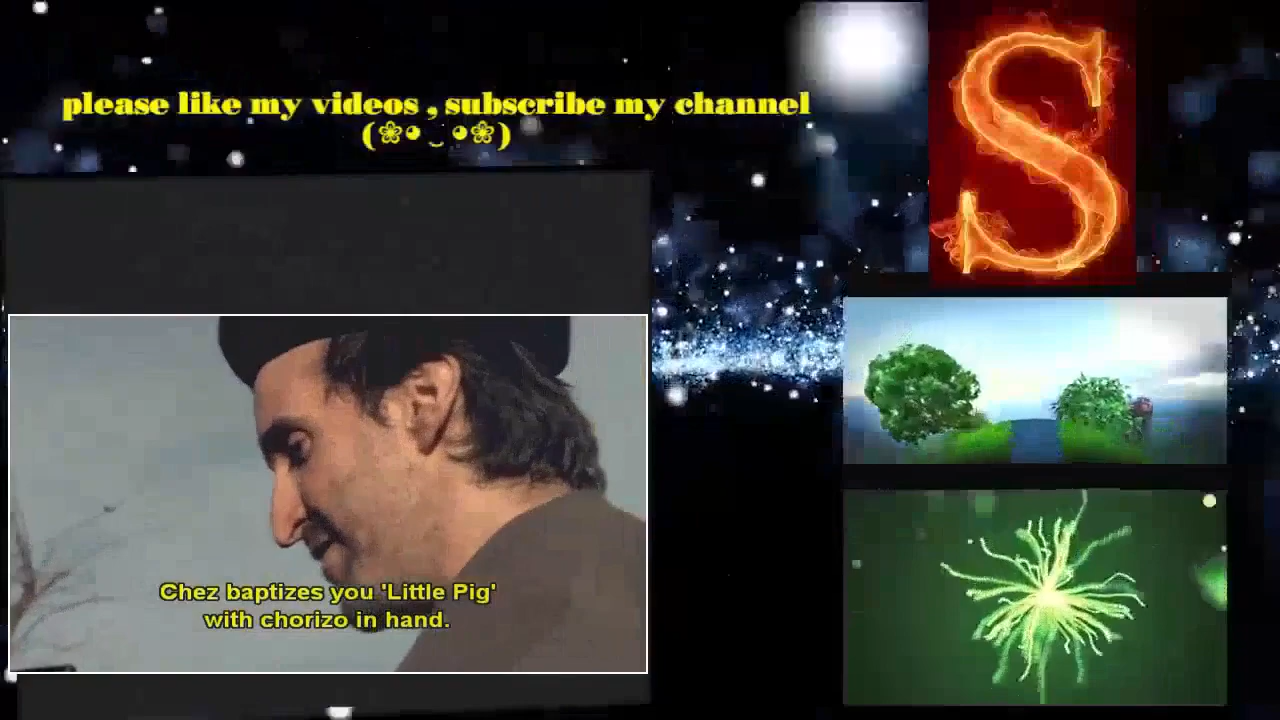 please like my videos , subscribe my channel
(❀◕ ‿ ◕❀)
S
Chez baptizes you 'Little Pig'
with chorizo in hand.